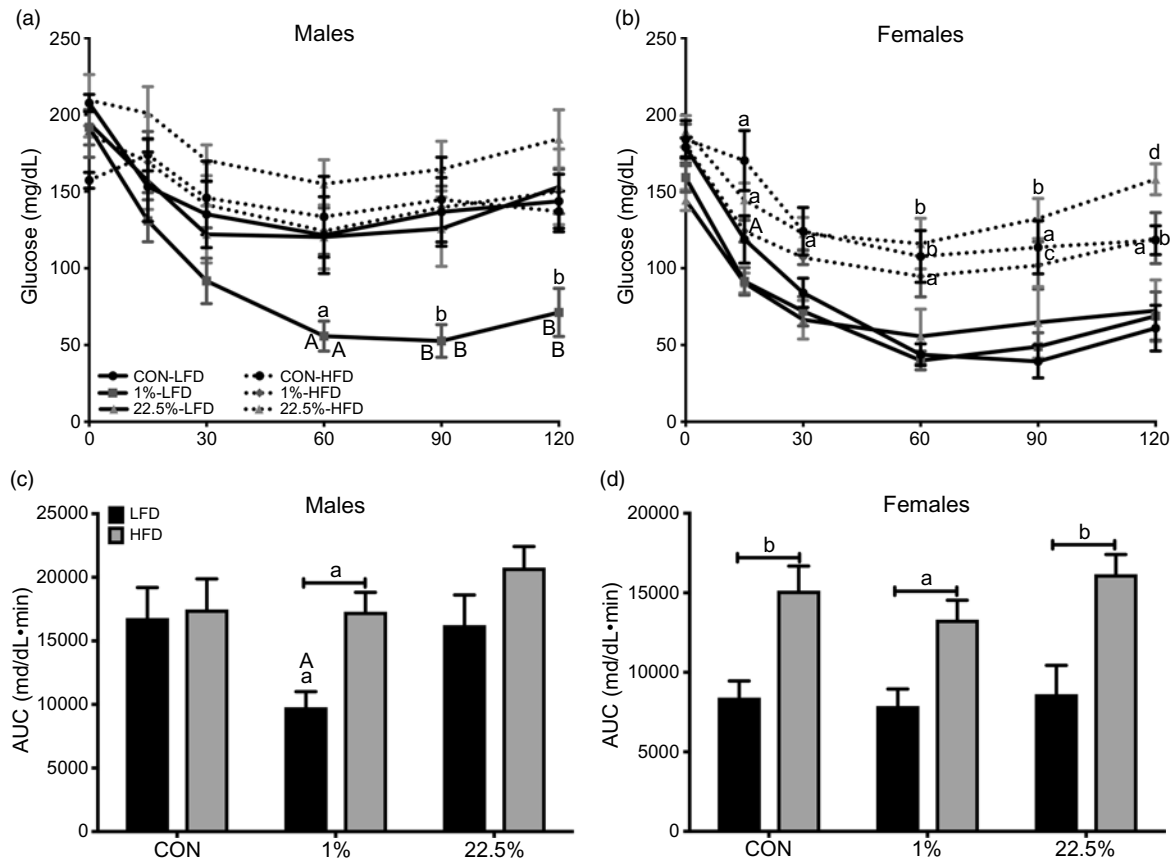 (a)
Males
250
200
150
100
50
0
Glucose (mg/dL)
a
b
b
A A
B B
B
B
CON-LFD CON-HFD
1%-LFD 1%-HFD
22.5%-LFD 22.5%-HFD
0 30 60 90 120
(b)
Females
250
200
150
100
50
0
Glucose (mg/dL)
a
a
A
a
b
b
a
b
a
c
d
a b
0 30 60 90 120
(c)
Males
25000
20000
15000
10000
5000
0
AUC (md/dL•min)
LFD
HFD
a
A
a
CON 1% 22.5%
(d)
Females
20000
15000
10000
5000
0
AUC (md/dL•min)
b
a
b
CON 1% 22.5%